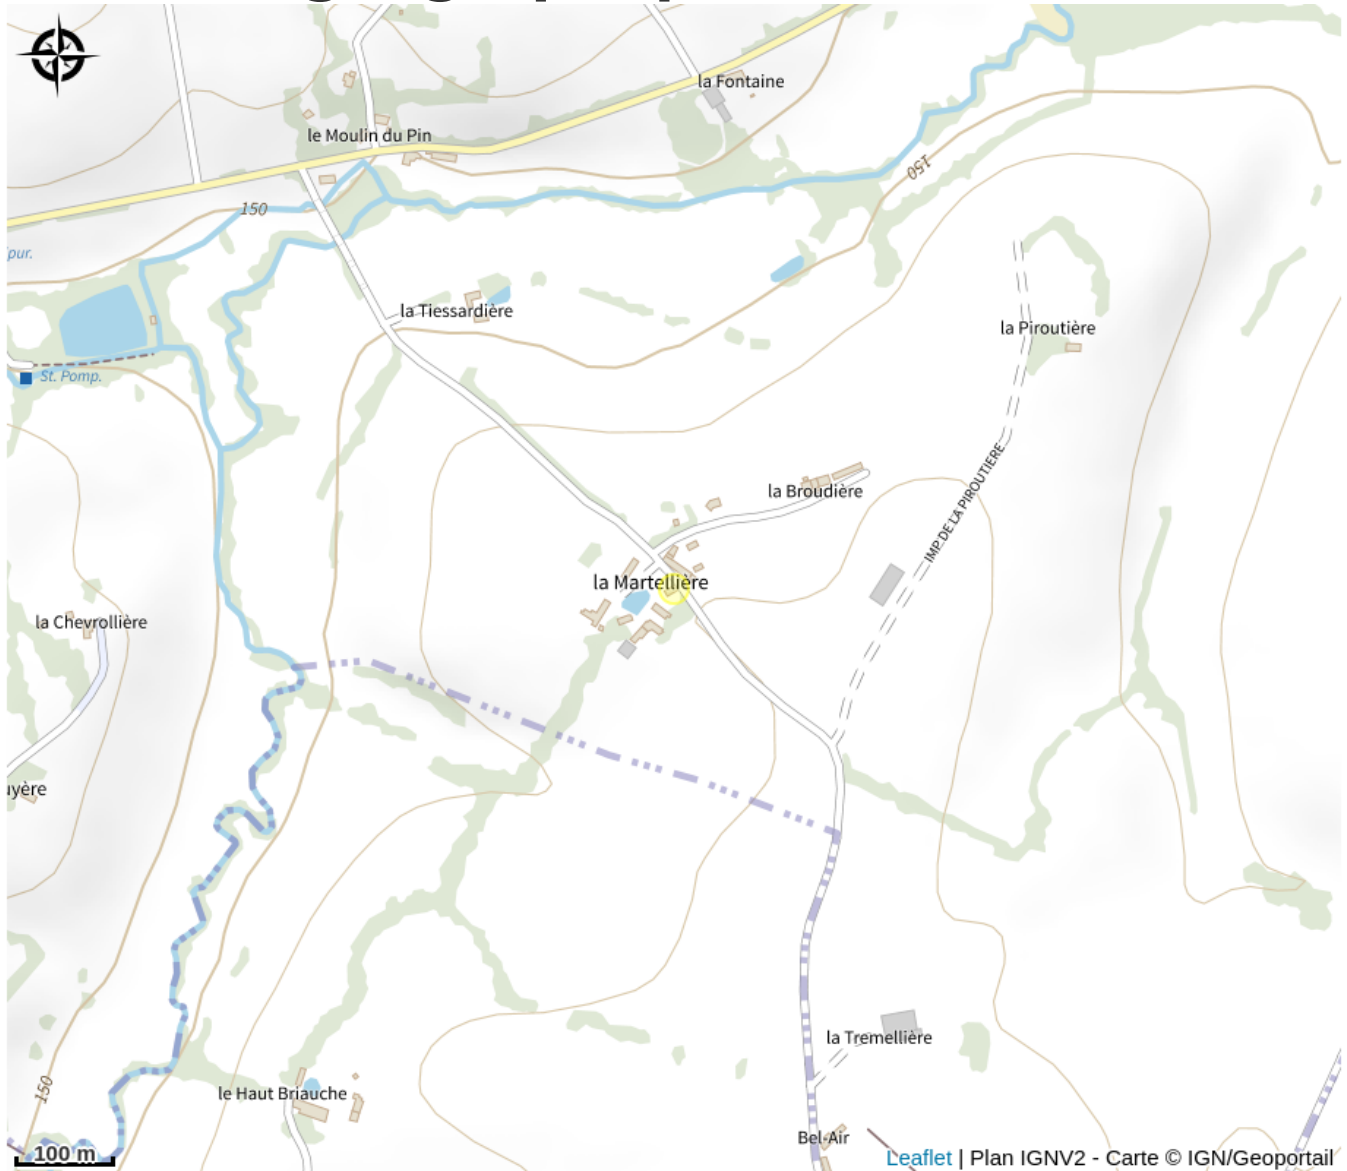 la Fontaine
le Moulin du Pin
150
150
pur.
la Tiessardière
la Piroutière
St. Pomp.
la Broudière
IMP DE LA PIROUTIERE
la Martellière
la Chevrollière
uyère
la Tremellière
150
le Haut Briauche
Bel-Air
100 m
Leaflet | Plan IGNV2 - Carte © IGN/Geoportail